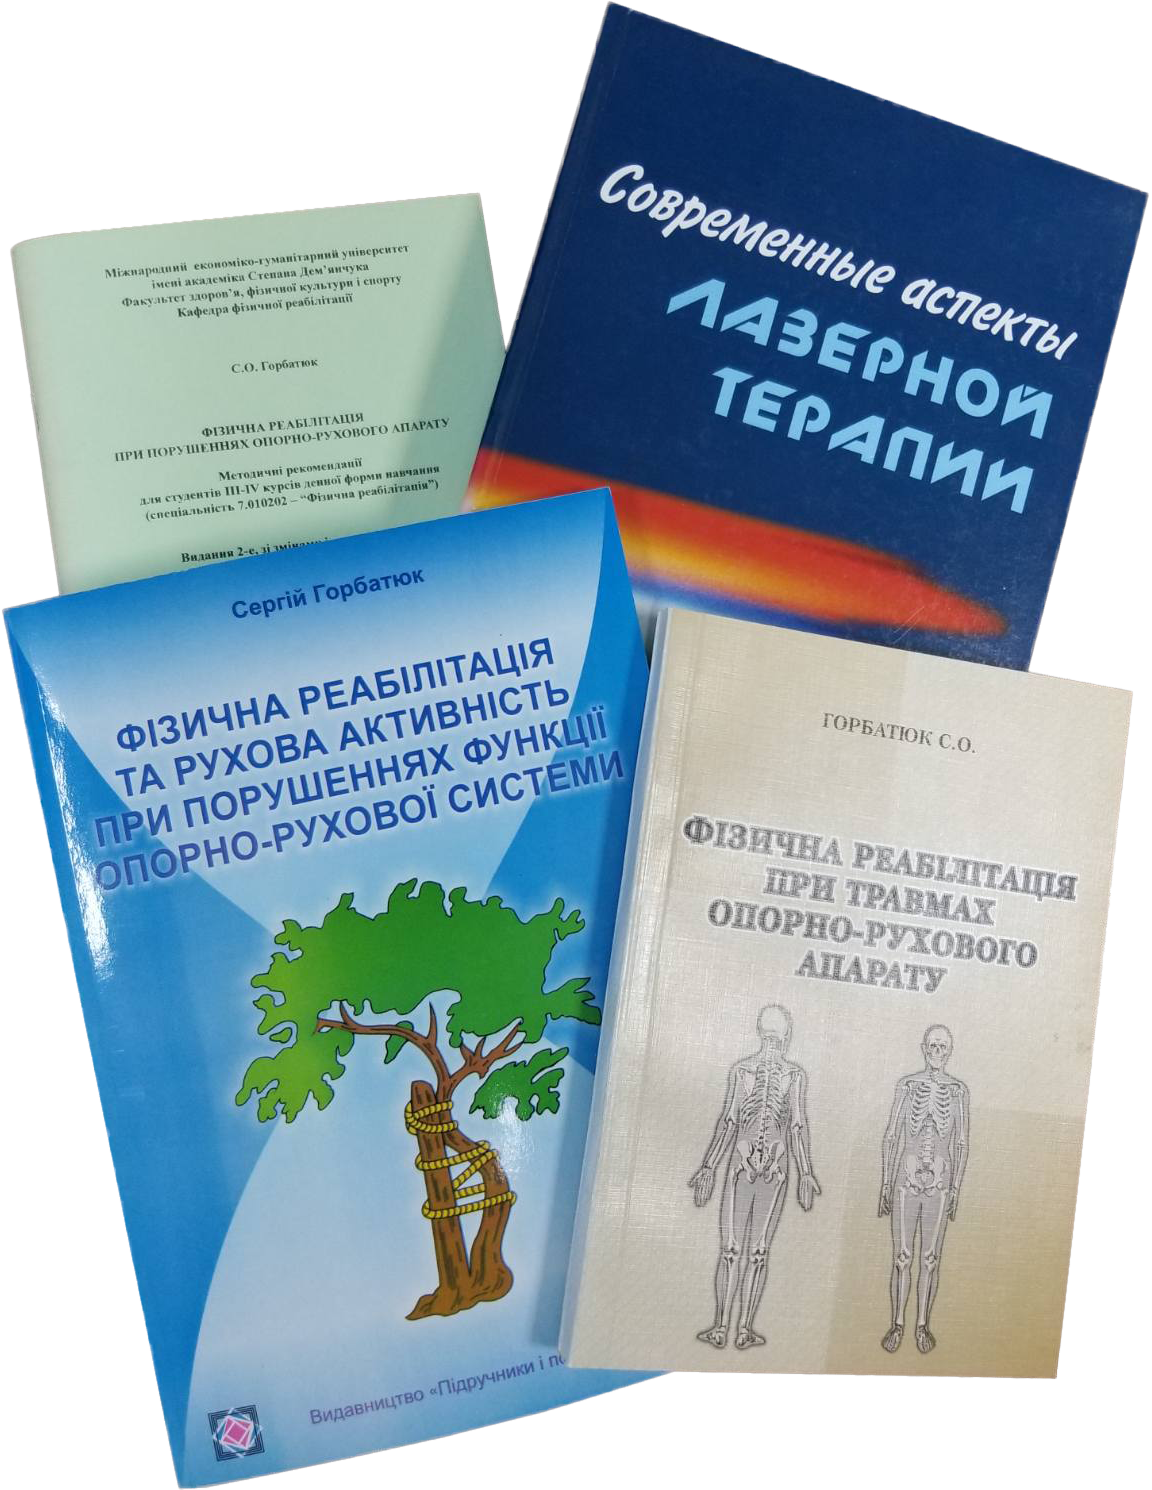 Міжнародний економіко-гуманітарний університет
імені академіка Степана Дем'янчука
Факультет здоров'я, фізичної культури і спорту
Кафедра фізичної реабілітації
С.О. Горбатюк
ФІЗИЧНА РЕАБІЛІТАЦІЯ
ПРИ ПОРУШЕННЯХ ОПОРНО-РУХОВОГО АПАРАТУ
Методичні рекомендації
для студентів III-IV курсів денної форми навчання
(спеціальність 7.010202 – “Фізична реабілітація”)
Видання 2-е, зі змінами
Современные аспекты
ЛАЗЕРНОЙ
ТЕРАПИИ
Сергій Горбатюк
ФІЗИЧНА РЕАБІЛІТАЦІЯ
ТА РУХОВА АКТИВНІСТЬ
ПРИ ПОРУШЕННЯХ ФУНКЦІЇ
ОПОРНО-РУХОВОЇ СИСТЕМИ
Видавництво «Підручники і
ГОРБАТЮК С.О.
ФІЗИЧНА РЕАБІЛІТАЦІЯ
ПРИ ТРАВМАХ
ОПОРНО-РУХОВОГО
АПАРАТУ